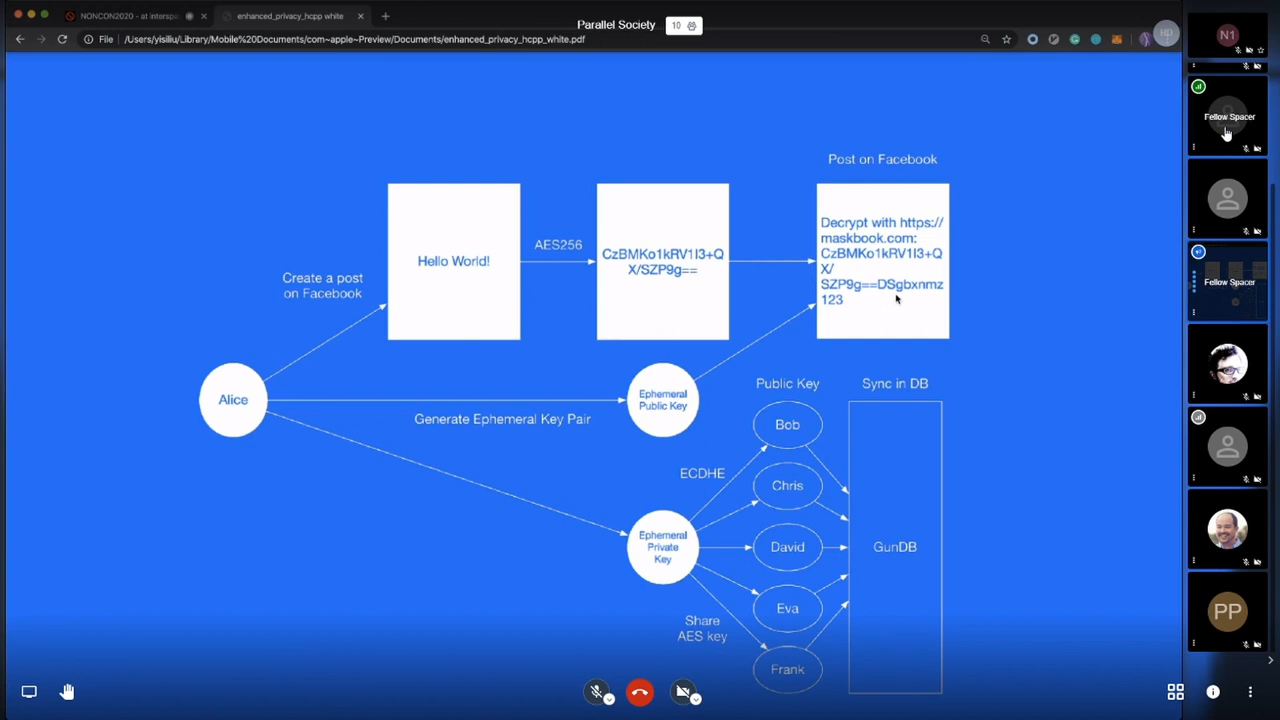 NONCON2020 - at interspa
enhanced_privacy_hcpp white
Parallel Society
10
File
/Users/yisiliu/Library/Mobile%20Documents/com~apple~Preview/Documents/enhanced_privacy_hcpp_white.pdf
HD
N1
Fellow Spacer
Fellow Spacer
PP
Post on Facebook
Create a post
on Facebook
Hello World!
AES256
CzBMKo1kRV1I3+Q
X/SZP9g==
Decrypt with https://
maskbook.com:
CzBMKo1kRV1I3+Q
X/
SZP9g==DSgbxnmz
123
Alice
Generate Ephemeral Key Pair
Ephemeral
Public Key
Public Key
Sync in DB
ECDHE
Bob
Chris
Ephemeral
Private
Key
David
GunDB
Eva
Share
AES key
Frank